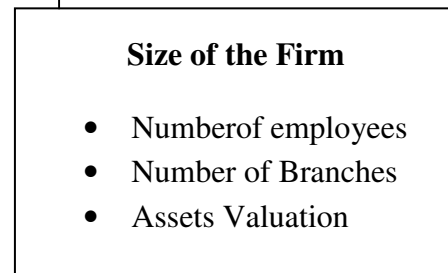 Size of the Firm
• Numberof employees
• Number of Branches
• Assets Valuation